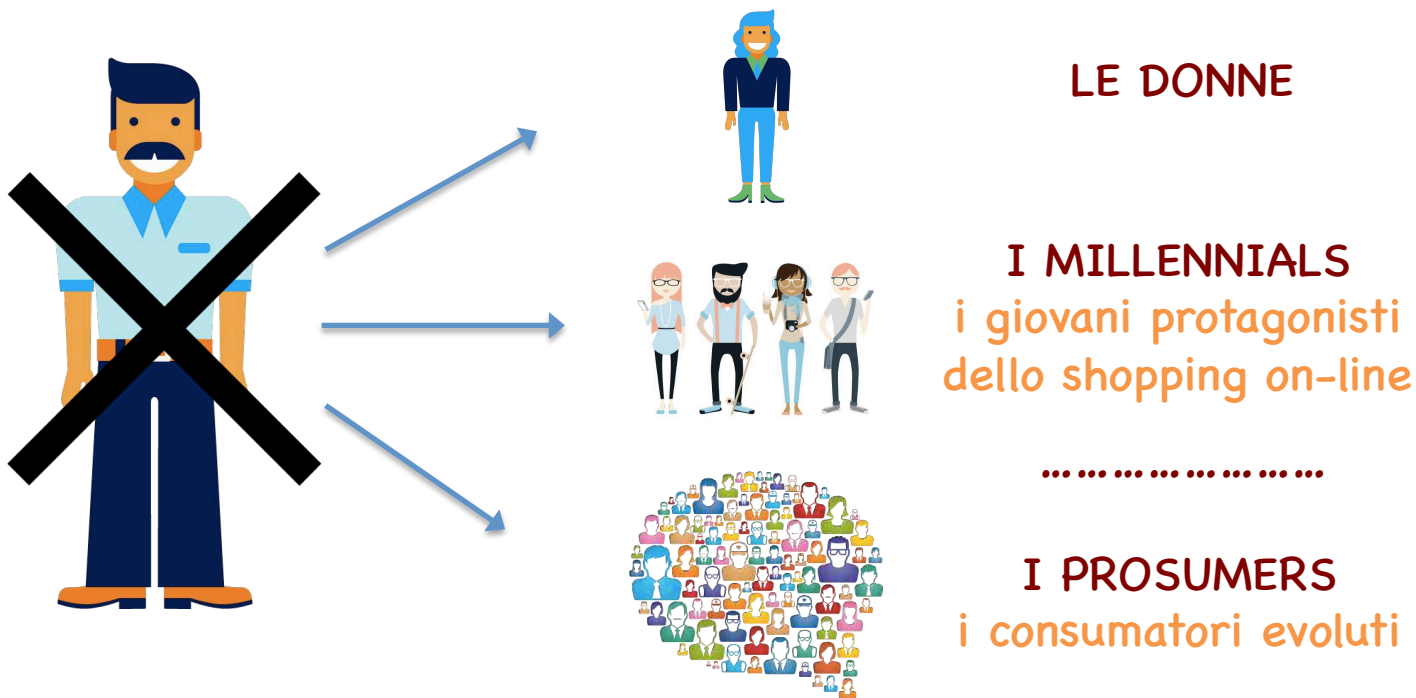 LE DONNE
I MILLENNIALS
i giovani protagonisti
dello shopping on-line
........................
I PROSUMERS
i consumatori evoluti